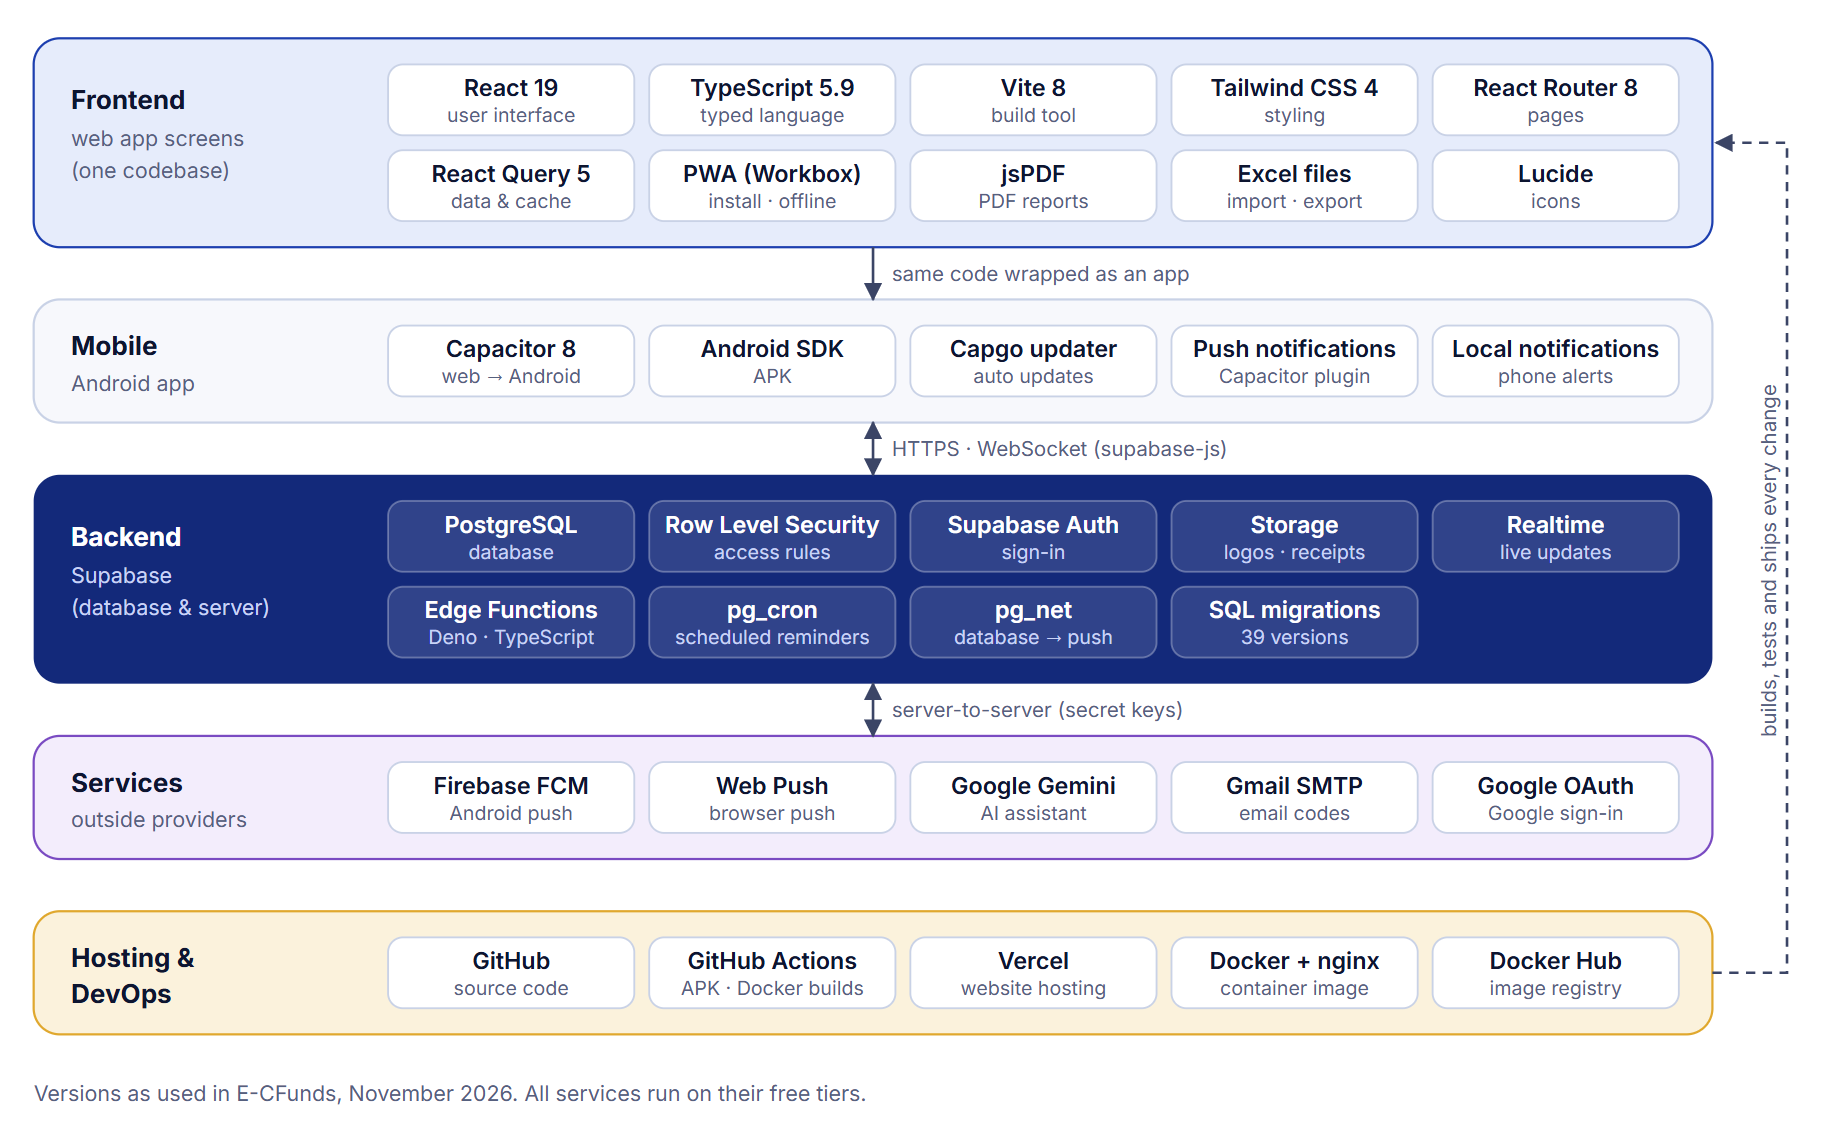 Frontend
web app screens
(one codebase)
React 19
user interface
TypeScript 5.9
typed language
Vite 8
build tool
Tailwind CSS 4
styling
React Router 8
pages
React Query 5
data & cache
PWA (Workbox)
install · offline
jsPDF
PDF reports
Excel files
import · export
Lucide
icons
same code wrapped as an app
Mobile
Android app
Capacitor 8
web → Android
Android SDK
APK
Capgo updater
auto updates
Push notifications
Capacitor plugin
Local notifications
phone alerts
HTTPS · WebSocket (supabase-js)
Backend
Supabase
(database & server)
PostgreSQL
database
Row Level Security
access rules
Supabase Auth
sign-in
Storage
logos · receipts
Realtime
live updates
Edge Functions
Deno · TypeScript
pg_cron
scheduled reminders
pg_net
database → push
SQL migrations
39 versions
server-to-server (secret keys)
Services
outside providers
Firebase FCM
Android push
Web Push
browser push
Google Gemini
AI assistant
Gmail SMTP
email codes
Google OAuth
Google sign-in
Hosting &
DevOps
GitHub
source code
GitHub Actions
APK · Docker builds
Vercel
website hosting
Docker + nginx
container image
Docker Hub
image registry
builds, tests and ships every change
Versions as used in E-CFunds, November 2026. All services run on their free tiers.